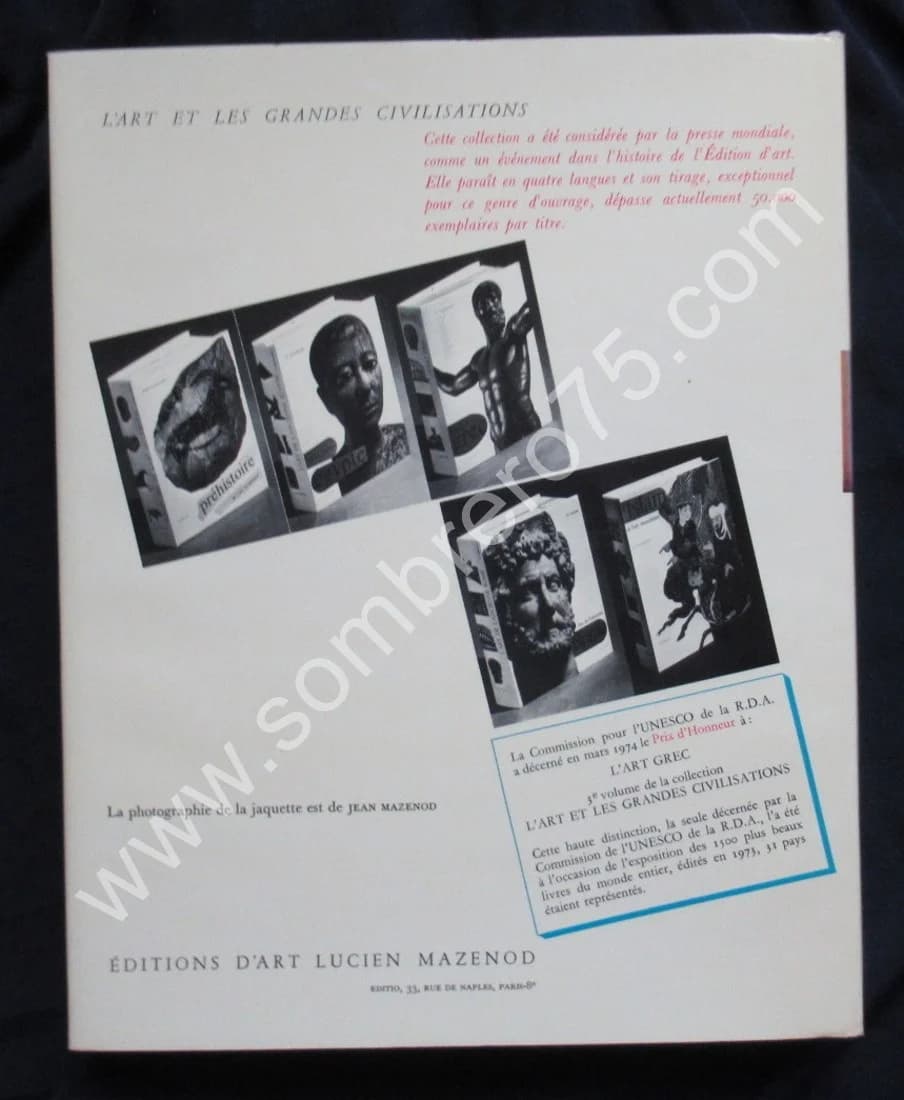 L'ART ET LES GRANDES CIVILISATIONS
Cette collection a été considérée par la presse mondiale,
comme un événement dans l'histoire de l'Édition d'art.
Elle paraît en quatre langues et son tirage, exceptionnel
pour ce genre d'ouvrage, dépasse actuellement 50.000
exemplaires par titre.
préhistoire
La Commission pour l'UNESCO de la R.D.A.
a décerné en mars 1974 le Prix d'Honneur à :
L'ART GREC
3e volume de la collection
L'ART ET LES GRANDES CIVILISATIONS
Cette haute distinction, la seule décernée par la
Commission de l'UNESCO de la R.D.A., l'a été
à l'occasion de l'exposition des 1500 plus beaux
livres du monde entier, édités en 1973, 31 pays
étaient représentés.
La photographie de la jaquette est de JEAN MAZENOD
ÉDITIONS D'ART LUCIEN MAZENOD
EDITIO, 33, RUE DE NAPLES, PARIS-8e
www.sombrero75.com